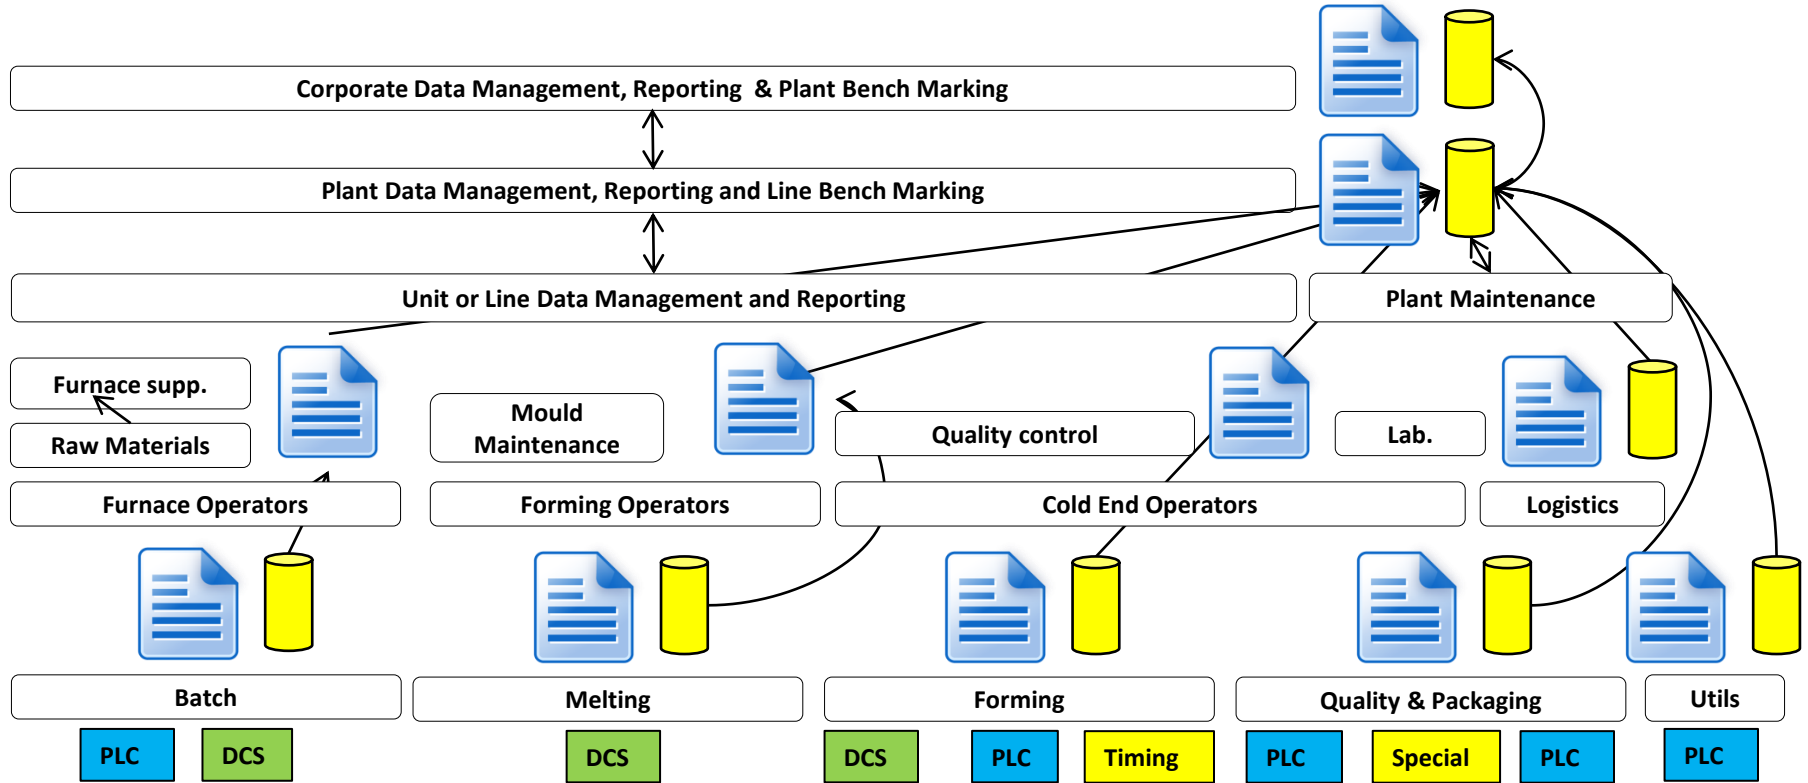 Corporate Data Management, Reporting & Plant Bench Marking
Plant Data Management, Reporting and Line Bench Marking
Unit or Line Data Management and Reporting
Plant Maintenance
Furnace supp.
Raw Materials
Mould
Maintenance
Quality control
Lab.
Furnace Operators
Forming Operators
Cold End Operators
Logistics
Batch
Melting
Forming
Quality & Packaging
Utils
PLC
DCS
DCS
DCS
PLC
Timing
PLC
Special
PLC
PLC